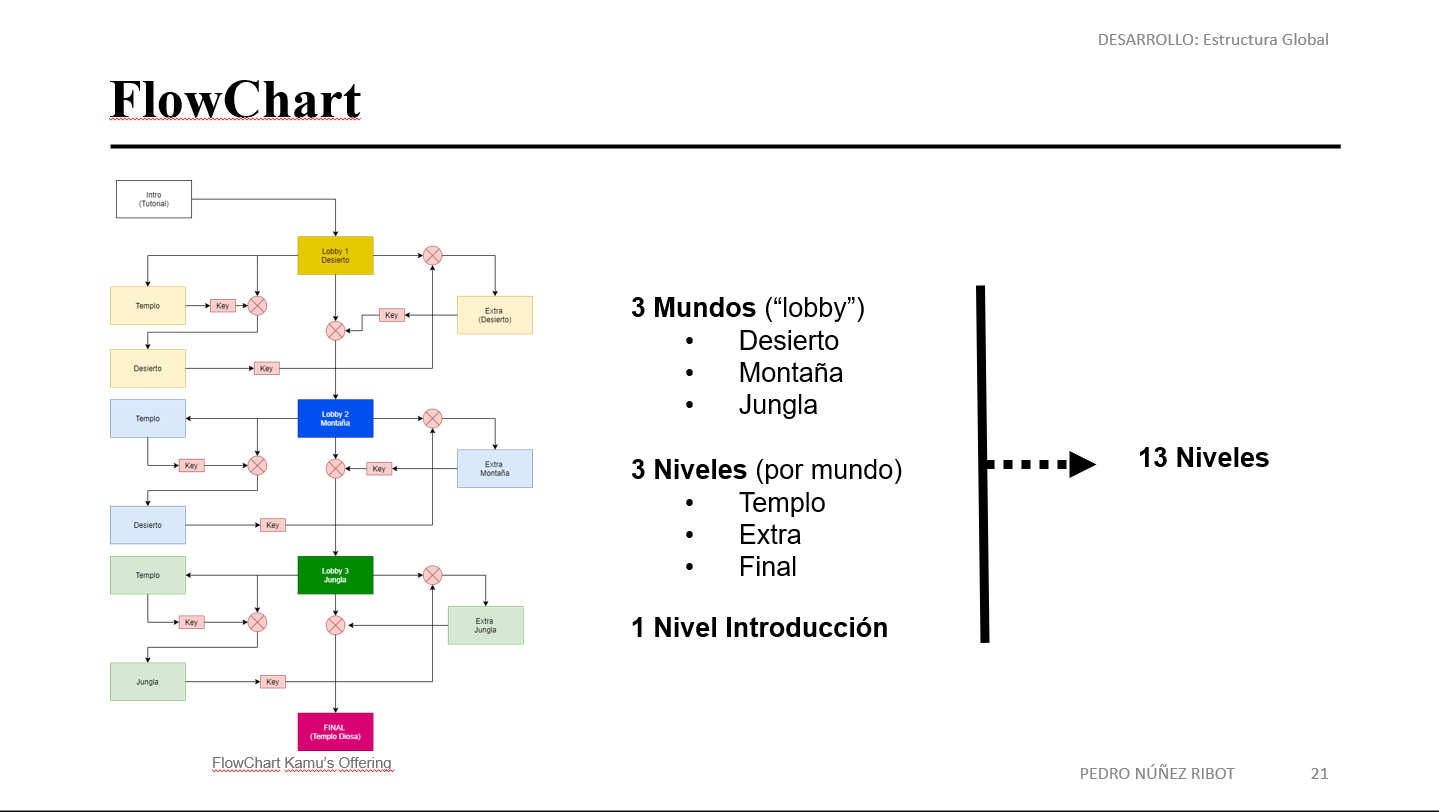 DESARROLLO: Estructura Global
FlowChart
Intro
(Tutorial)
Lobby 1
Desierto
Templo
Key
Extra
(Desierto)
Key
Desierto
Key
Templo
Lobby 2
Montaña
Key
Key
Extra
Montaña
Desierto
Key
Templo
Lobby 3
Jungla
Key
Extra
Jungla
Jungla
Key
FINAL
(Templo Diosa)
FlowChart Kamu's Offering
3 Mundos (“lobby”)
• Desierto
• Montaña
• Jungla
3 Niveles (por mundo)
• Templo
• Extra
• Final
1 Nivel Introducción
13 Niveles
PEDRO NÚÑEZ RIBOT
21